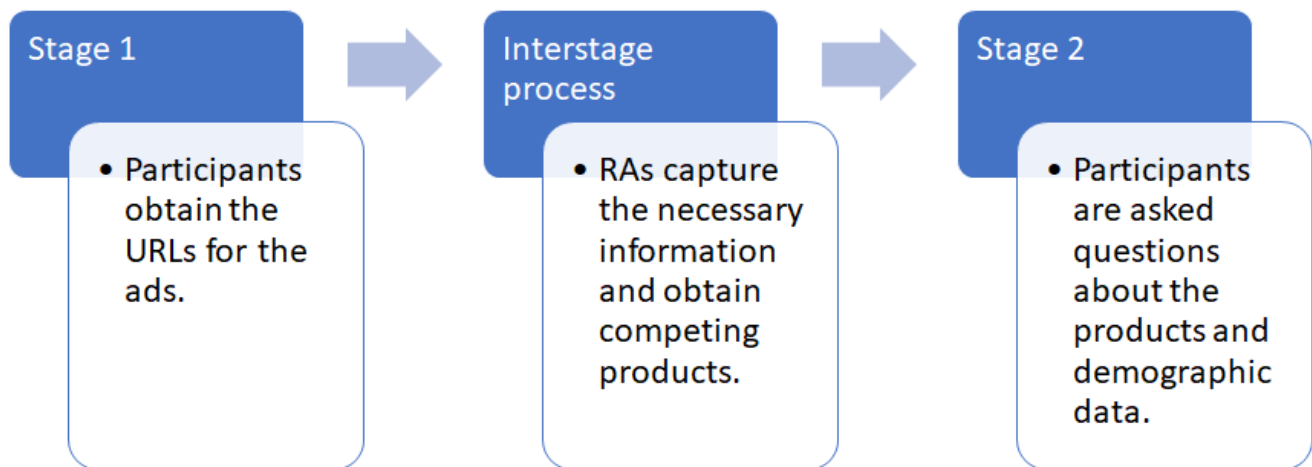 Stage 1
• Participants
obtain the
URLs for the
ads.
Interstage
process
• RAs capture
the necessary
information
and obtain
competing
products.
Stage 2
• Participants
are asked
questions
about the
products and
demographic
data.